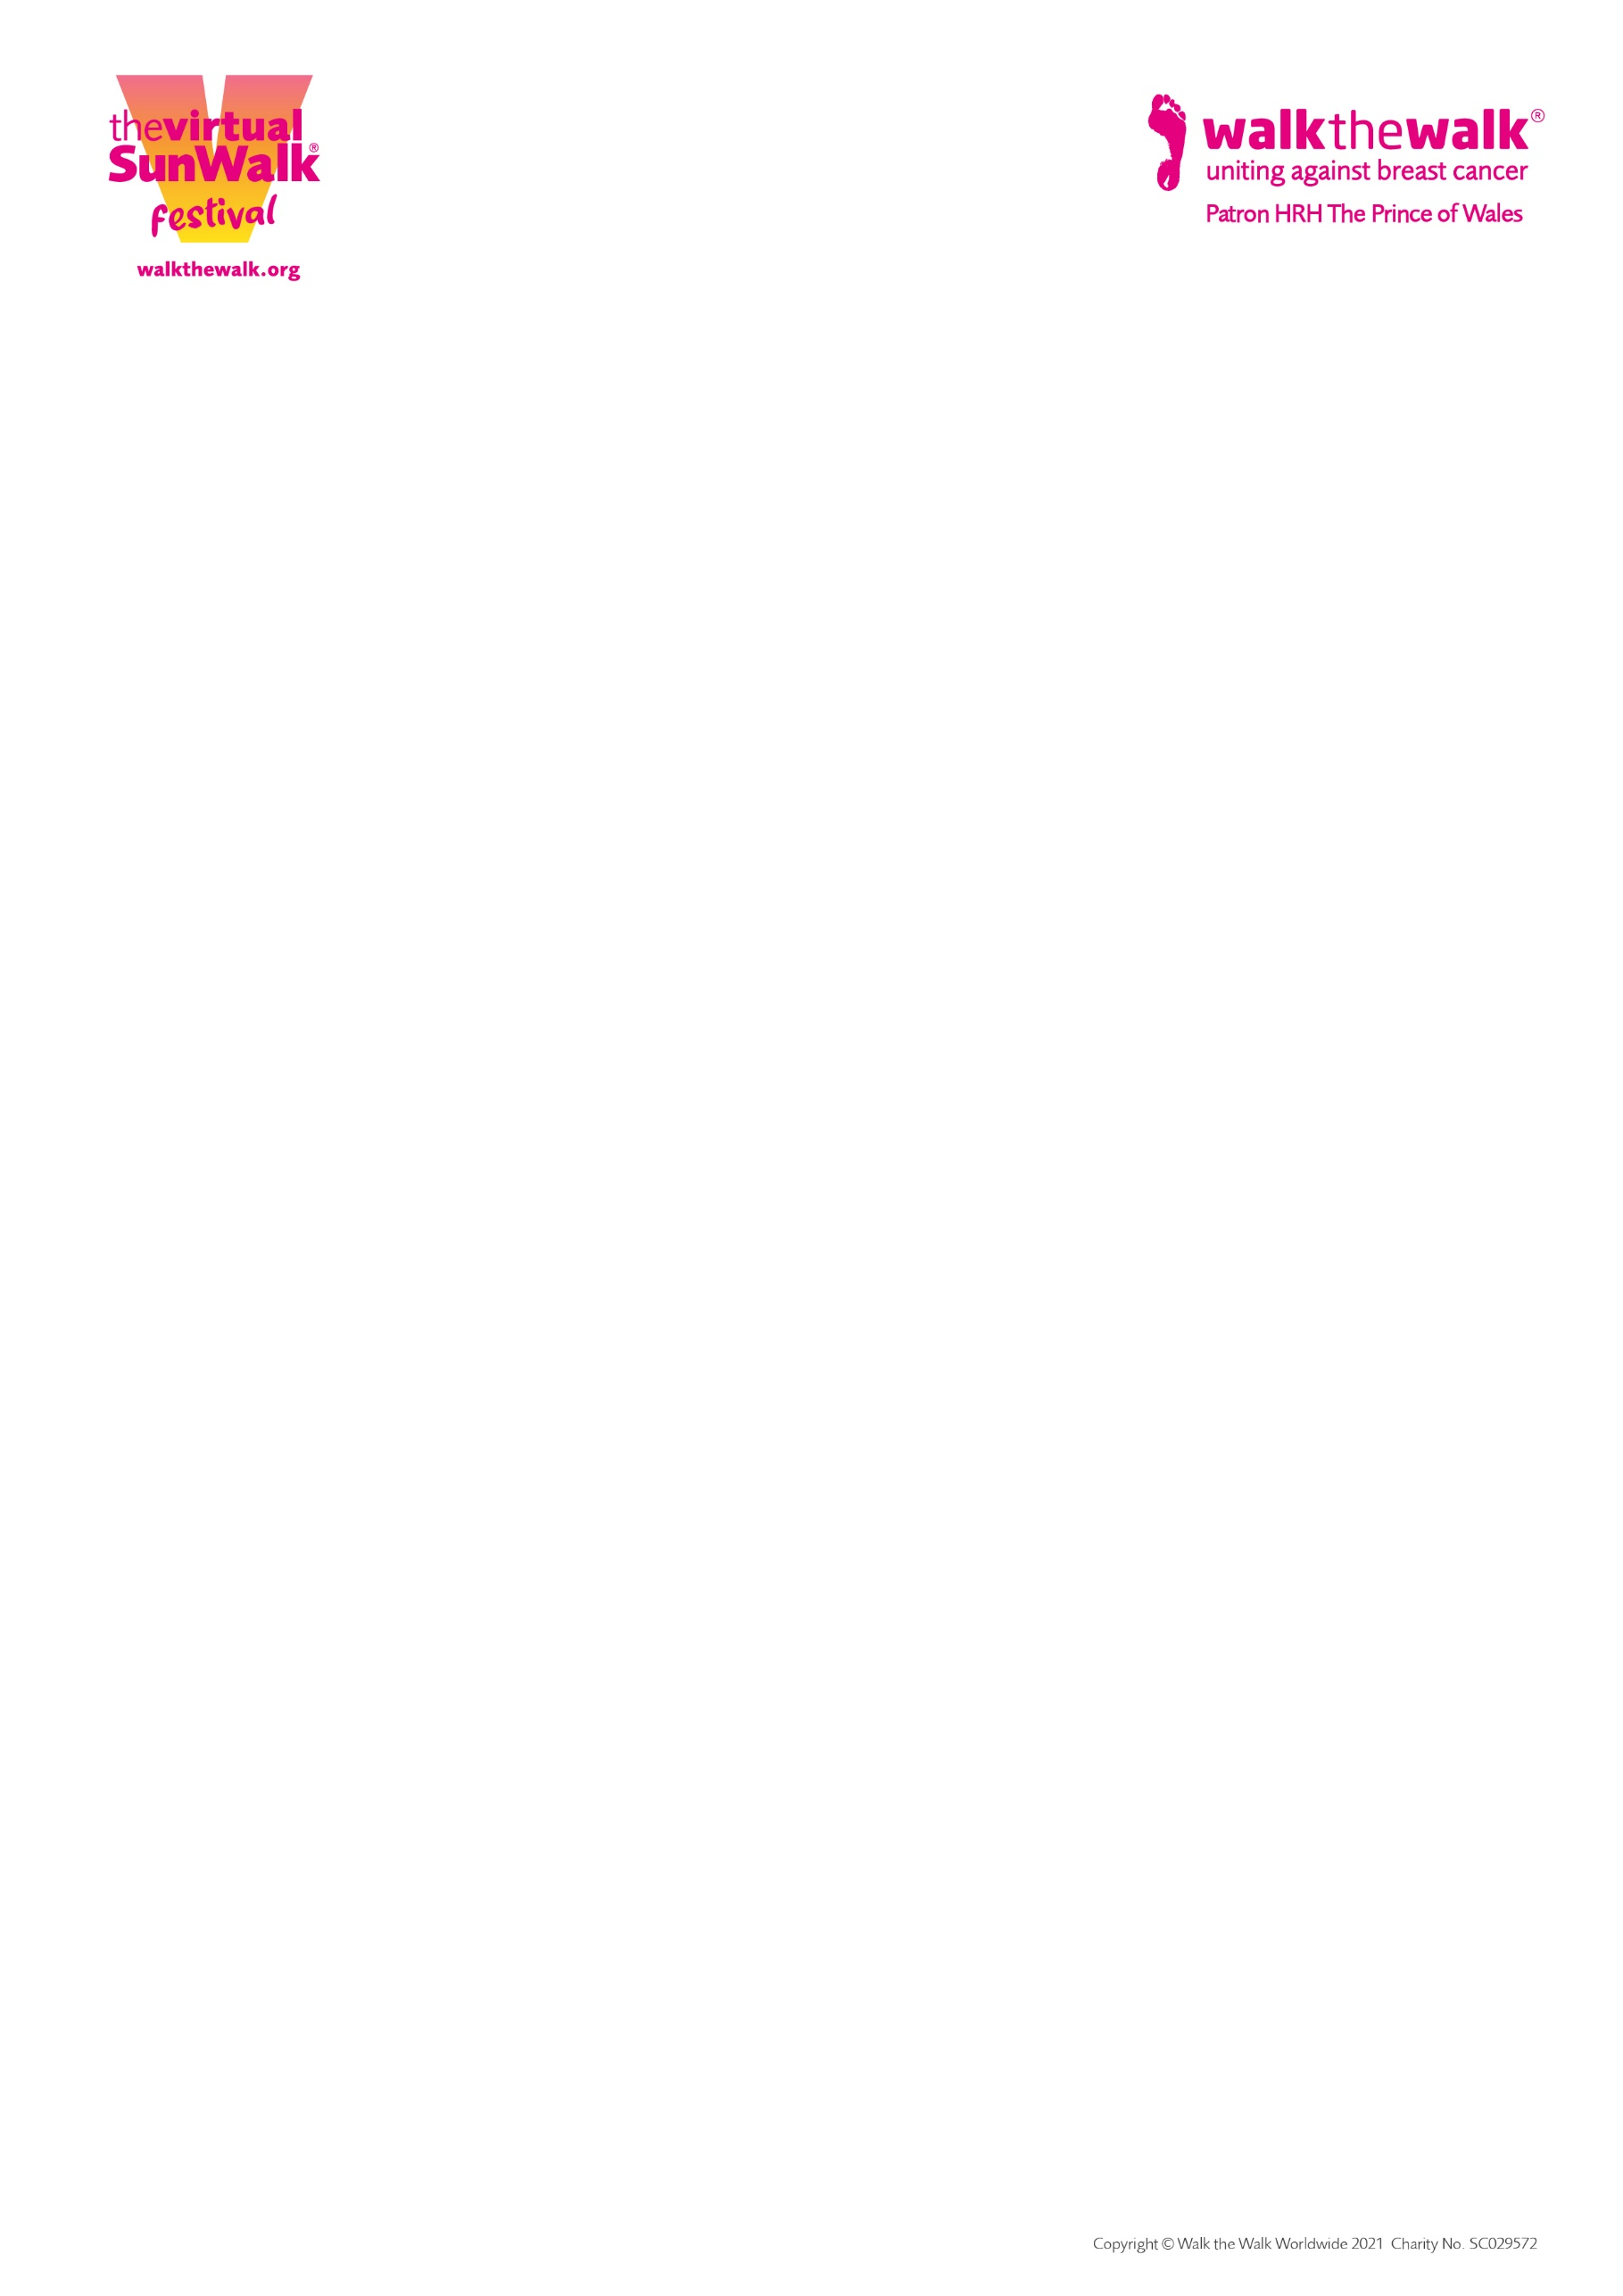 thevirtual
SunWalk®
festival
walkthewalk.org
walkthewalk®
uniting against breast cancer
Patron HRH The Prince of Wales
Copyright © Walk the Walk Worldwide 2021 Charity No. SC029572